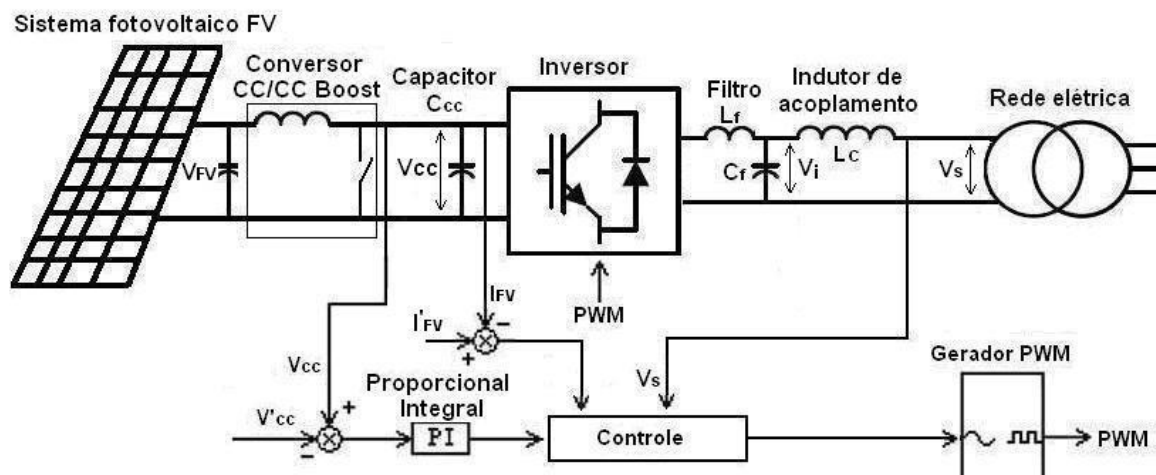 Sistema fotovoltaico FV
Conversor
CC/CC Boost
Capacitor
Ccc
Inversor
Filtro
Lf
Indutor de
acoplamento
Lc
Rede elétrica
VFV
Vcc
Cf
Vi
Vs
PWM
IFV
I'FV
−
+
Vcc
Vs
Gerador PWM
Proporcional
Integral
V'cc
+
−
PI
Controle
PWM